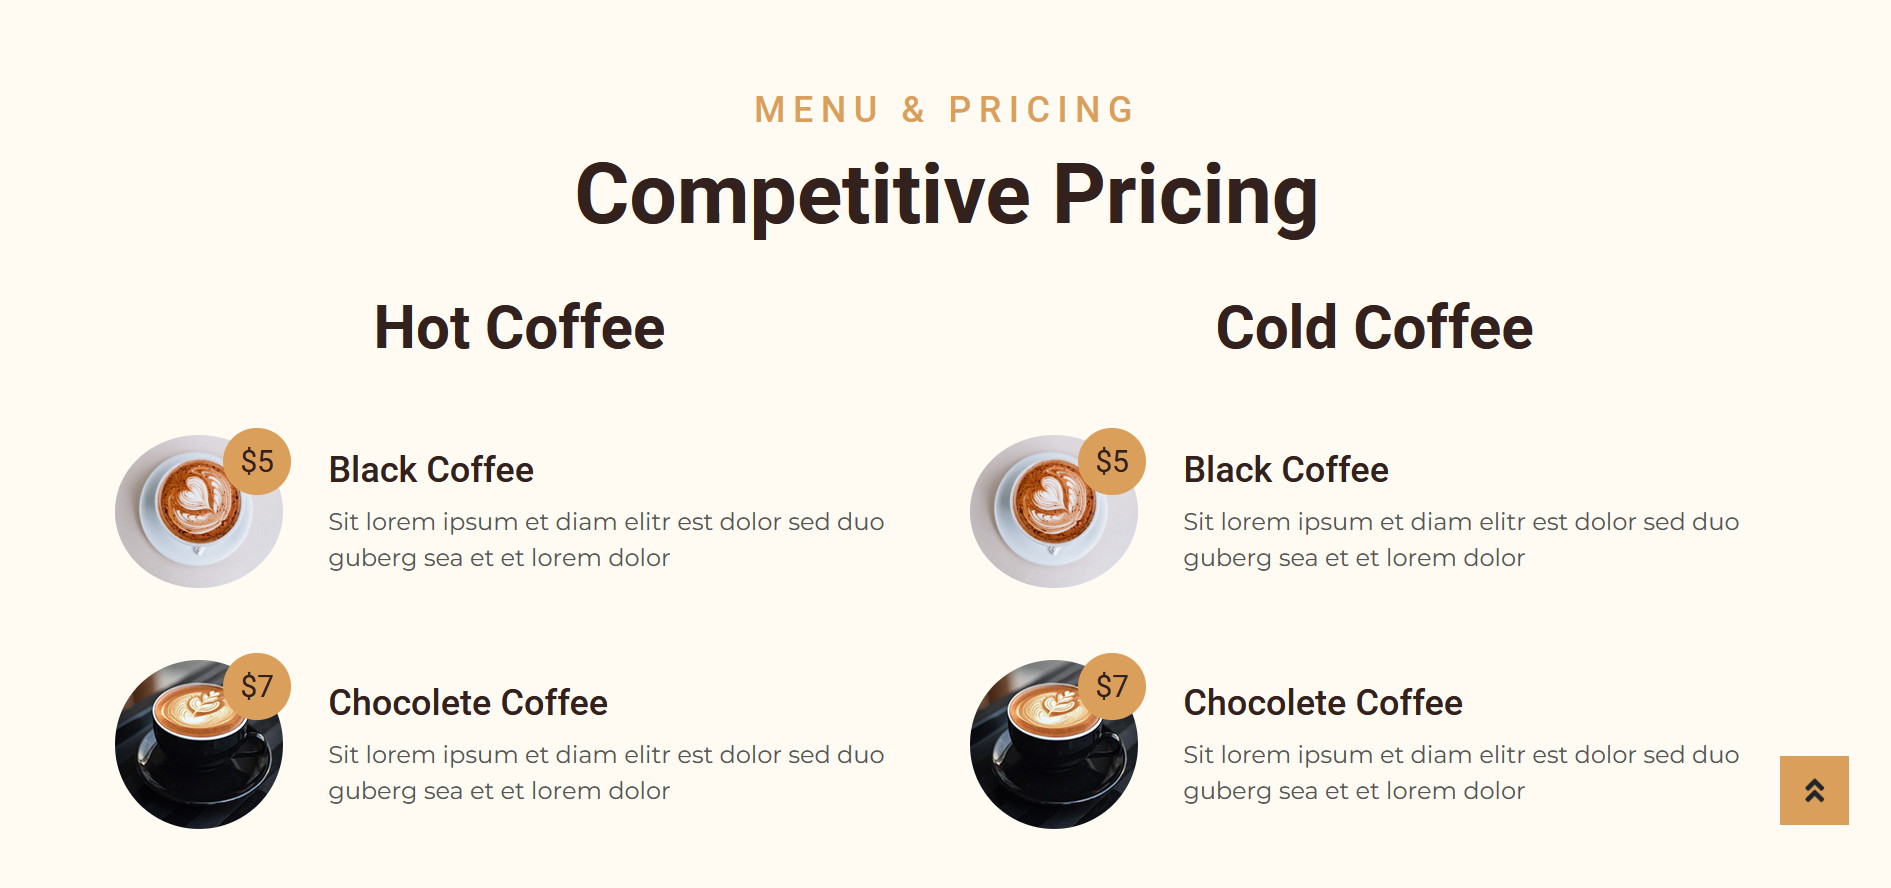 MENU & PRICING
Competitive Pricing
Hot Coffee
$5
Black Coffee
Sit lorem ipsum et diam elitr est dolor sed duo
guberg sea et et lorem dolor
$7
Chocolete Coffee
Sit lorem ipsum et diam elitr est dolor sed duo
guberg sea et et lorem dolor
Cold Coffee
$5
Black Coffee
Sit lorem ipsum et diam elitr est dolor sed duo
guberg sea et et lorem dolor
$7
Chocolete Coffee
Sit lorem ipsum et diam elitr est dolor sed duo
guberg sea et et lorem dolor